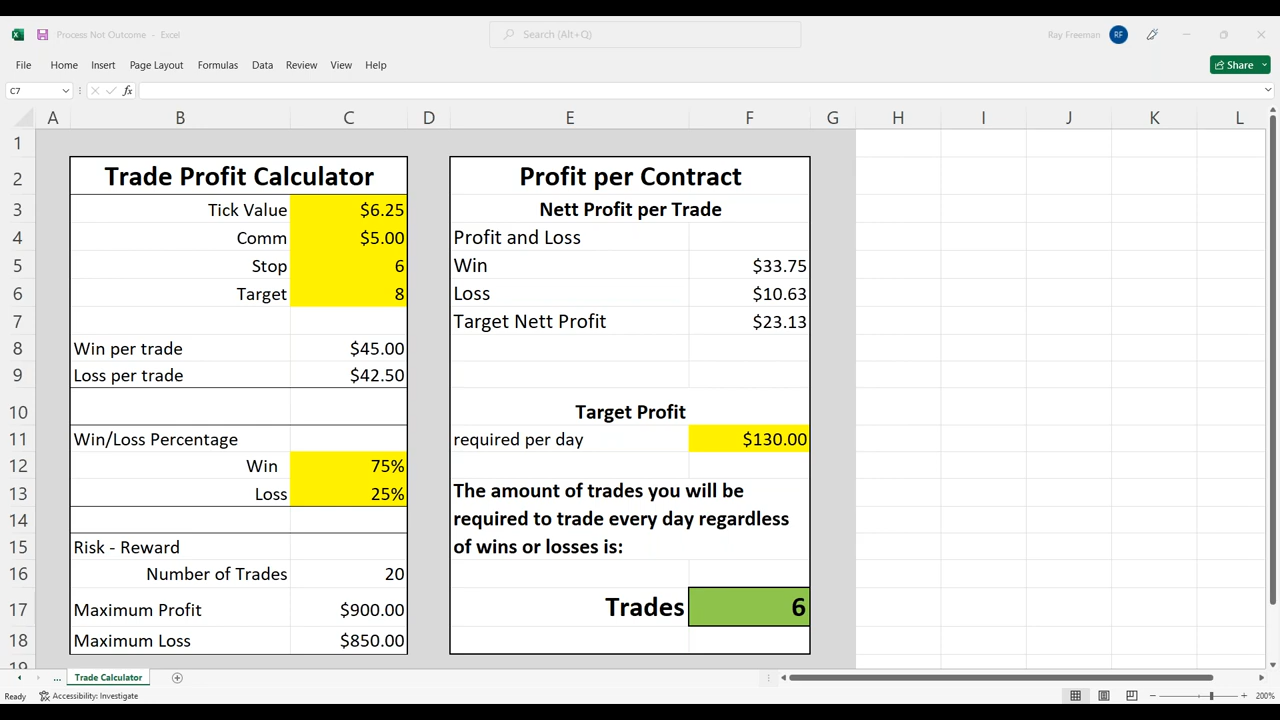 Process Not Outcome - Excel
Search (Alt+Q)
Ray Freeman
RF
File Home Insert Page Layout Formulas Data Review View Help
Share
C7
fx
A B C D E F G H I J K L
1
2 Trade Profit Calculator Profit per Contract
3 Tick Value $6.25 Nett Profit per Trade
4 Comm $5.00 Profit and Loss
5 Stop 6 Win $33.75
6 Target 8 Loss $10.63
7 Target Nett Profit $23.13
8 Win per trade $45.00
9 Loss per trade $42.50
10 Target Profit
11 Win/Loss Percentage required per day $130.00
12 Win 75%
13 Loss 25% The amount of trades you will be
14 required to trade every day regardless
15 Risk - Reward of wins or losses is:
16 Number of Trades 20
17 Maximum Profit $900.00 Trades 6
18 Maximum Loss $850.00
19
... Trade Calculator
Ready Accessibility: Investigate 200%